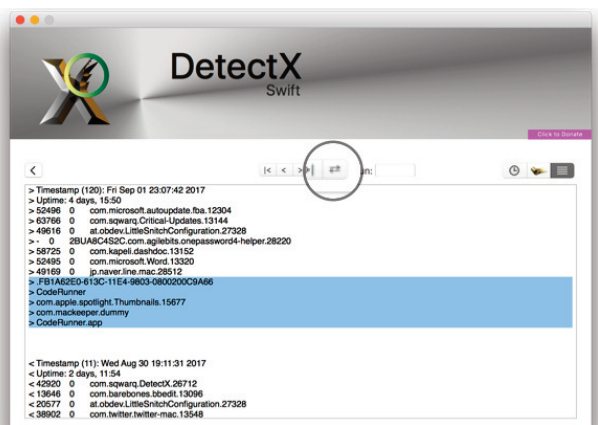 DetectX
Swift
Click to Donate
|< < > >| un:
> Timestamp (120): Fri Sep 01 23:07:42 2017
> Uptime: 4 days, 15:50
> 52496 0 com.microsoft.autoupdate.fba.12304
> 63766 0 com.sqwarq.Critical-Updates.13144
> 49616 0 at.obdev.LittleSnitchConfiguration.27328
> - 0 2BUA8C4S2C.com.agilebits.onepassword4-helper.28220
> 58725 0 com.kapeli.dashdoc.13152
> 52495 0 com.microsoft.Word.13320
> 49169 0 jp.naver.line.mac.28512
> .FB1A62E0-613C-11E4-9803-0800200C9A66
> CodeRunner
> com.apple.spotlight.Thumbnails.15677
> com.mackeeper.dummy
> CodeRunner.app
< Timestamp (11): Wed Aug 30 19:11:31 2017
< Uptime: 2 days, 11:54
< 42920 0 com.sqwarq.DetectX.26712
< 13646 0 com.barebones.bbedit.13096
< 20577 0 at.obdev.LittleSnitchConfiguration.27328
< 38902 0 com.twitter.twitter-mac.13548